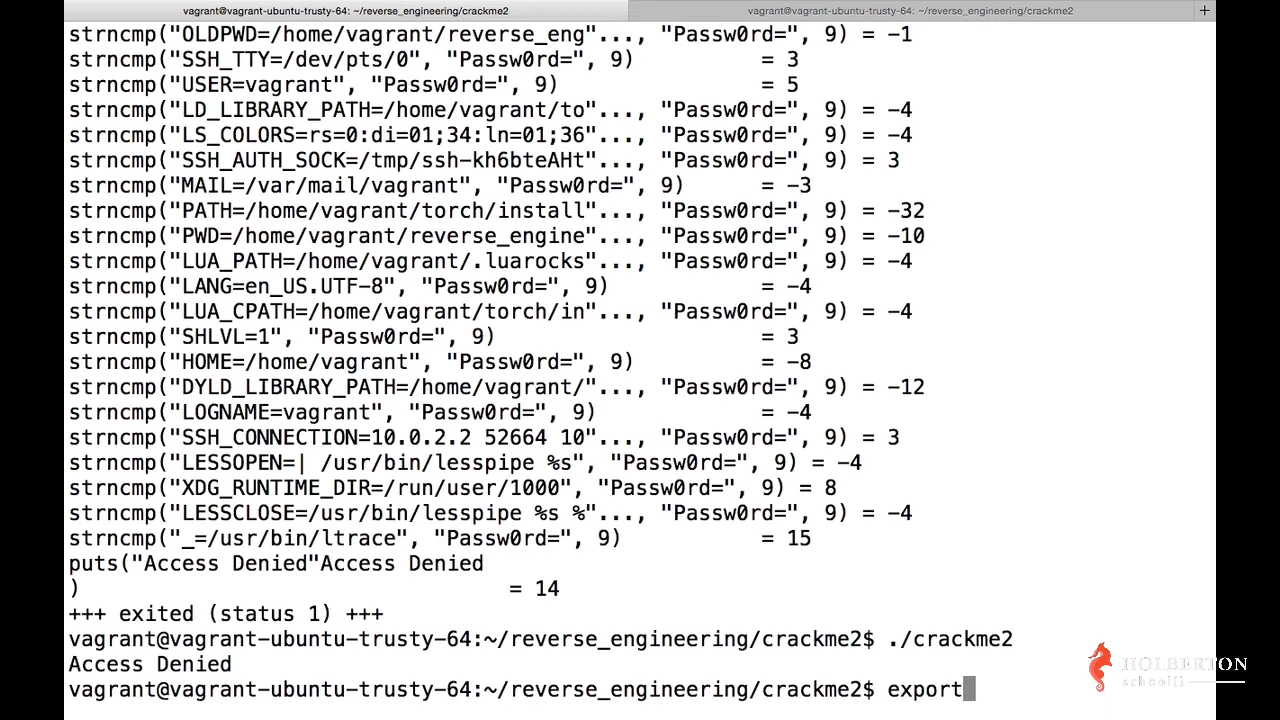 vagrant@vagrant-ubuntu-trusty-64: ~/reverse_engineering/crackme2
vagrant@vagrant-ubuntu-trusty-64: ~/reverse_engineering/crackme2
strncmp("OLDPWD=/home/vagrant/reverse_eng"..., "Passw0rd=", 9) = -1
strncmp("SSH_TTY=/dev/pts/0", "Passw0rd=", 9) = 3
strncmp("USER=vagrant", "Passw0rd=", 9) = 5
strncmp("LD_LIBRARY_PATH=/home/vagrant/to"..., "Passw0rd=", 9) = -4
strncmp("LS_COLORS=rs=0:di=01;34:ln=01;36"..., "Passw0rd=", 9) = -4
strncmp("SSH_AUTH_SOCK=/tmp/ssh-kh6bteAHt"..., "Passw0rd=", 9) = 3
strncmp("MAIL=/var/mail/vagrant", "Passw0rd=", 9) = -3
strncmp("PATH=/home/vagrant/torch/install"..., "Passw0rd=", 9) = -32
strncmp("PWD=/home/vagrant/reverse_engine"..., "Passw0rd=", 9) = -10
strncmp("LUA_PATH=/home/vagrant/.luarocks"..., "Passw0rd=", 9) = -4
strncmp("LANG=en_US.UTF-8", "Passw0rd=", 9) = -4
strncmp("LUA_CPATH=/home/vagrant/torch/in"..., "Passw0rd=", 9) = -4
strncmp("SHLVL=1", "Passw0rd=", 9) = 3
strncmp("HOME=/home/vagrant", "Passw0rd=", 9) = -8
strncmp("DYLD_LIBRARY_PATH=/home/vagrant/"..., "Passw0rd=", 9) = -12
strncmp("LOGNAME=vagrant", "Passw0rd=", 9) = -4
strncmp("SSH_CONNECTION=10.0.2.2 52664 10"..., "Passw0rd=", 9) = 3
strncmp("LESSOPEN=| /usr/bin/lesspipe %s", "Passw0rd=", 9) = -4
strncmp("XDG_RUNTIME_DIR=/run/user/1000", "Passw0rd=", 9) = 8
strncmp("LESSCLOSE=/usr/bin/lesspipe %s %"..., "Passw0rd=", 9) = -4
strncmp("_=/usr/bin/ltrace", "Passw0rd=", 9) = 15
puts("Access Denied"Access Denied
) = 14
+++ exited (status 1) +++
vagrant@vagrant-ubuntu-trusty-64:~/reverse_engineering/crackme2$ ./crackme2
Access Denied
vagrant@vagrant-ubuntu-trusty-64:~/reverse_engineering/crackme2$ export
HOLBERTON